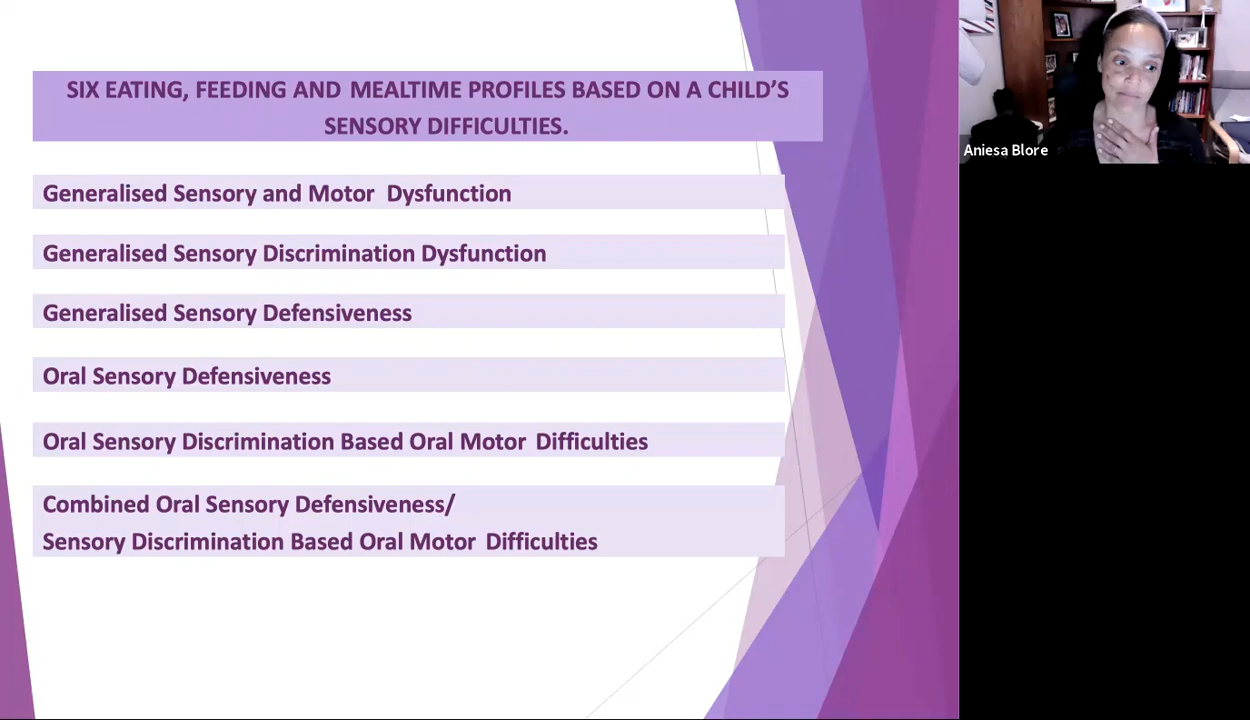 SIX EATING, FEEDING AND MEALTIME PROFILES BASED ON A CHILD'S
SENSORY DIFFICULTIES.
Generalised Sensory and Motor Dysfunction
Generalised Sensory Discrimination Dysfunction
Generalised Sensory Defensiveness
Oral Sensory Defensiveness
Oral Sensory Discrimination Based Oral Motor Difficulties
Combined Oral Sensory Defensiveness/
Sensory Discrimination Based Oral Motor Difficulties
Aniesa Blore